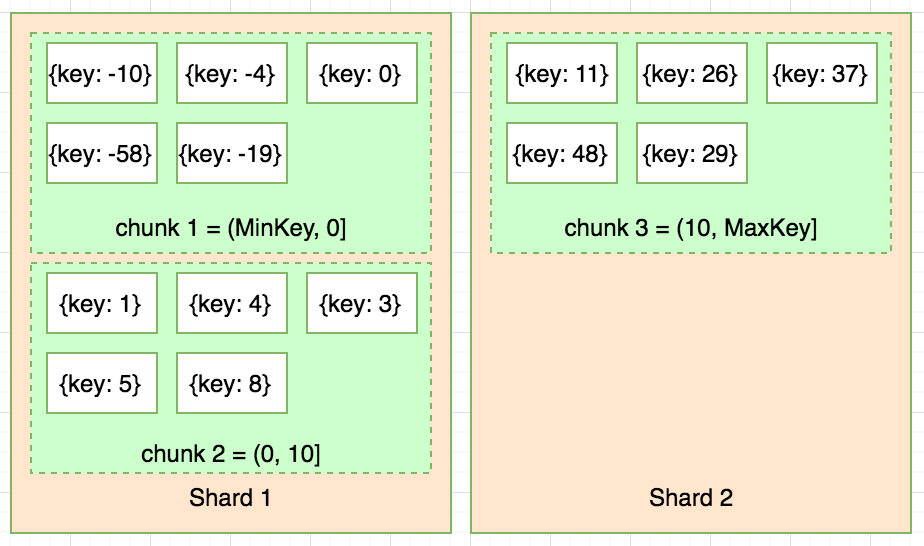 {key: -10} {key: -4} {key: 0}
{key: -58} {key: -19}
chunk 1 = (MinKey, 0]
{key: 1} {key: 4} {key: 3}
{key: 5} {key: 8}
chunk 2 = (0, 10]
Shard 1
{key: 11} {key: 26} {key: 37}
{key: 48} {key: 29}
chunk 3 = (10, MaxKey]
Shard 2